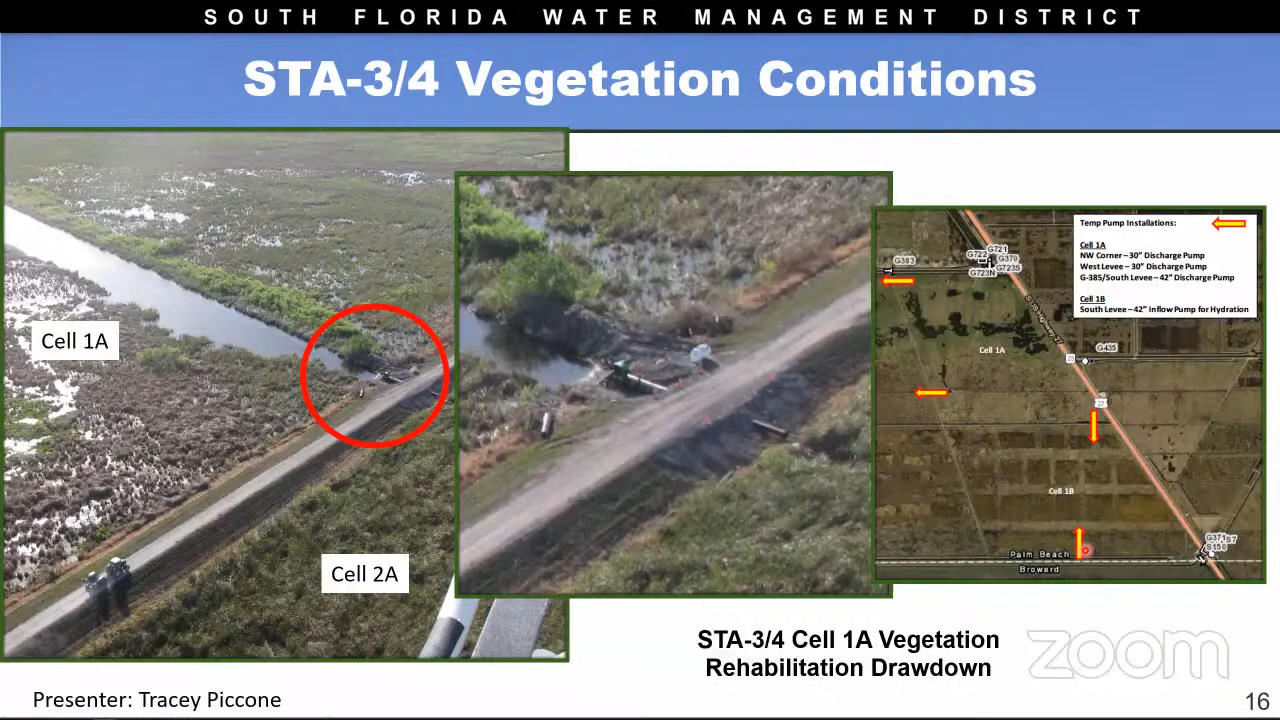 SOUTH FLORIDA WATER MANAGEMENT DISTRICT
STA-3/4 Vegetation Conditions
Cell 1A
Cell 2A
Temp Pump Installations:
Cell 1A
NW Corner – 30” Discharge Pump
West Levee – 30” Discharge Pump
G-385/South Levee – 42” Discharge Pump
Cell 1B
South Levee – 42” Inflow Pump for Hydration
G721
G722
G370
G383
G723S
G723N
Cell 1A
G435
25
27
Cell 1B
G371
S7
S150
Palm Beach
Broward
STA-3/4 Cell 1A Vegetation
Rehabilitation Drawdown
zoom
Presenter: Tracey Piccone
16